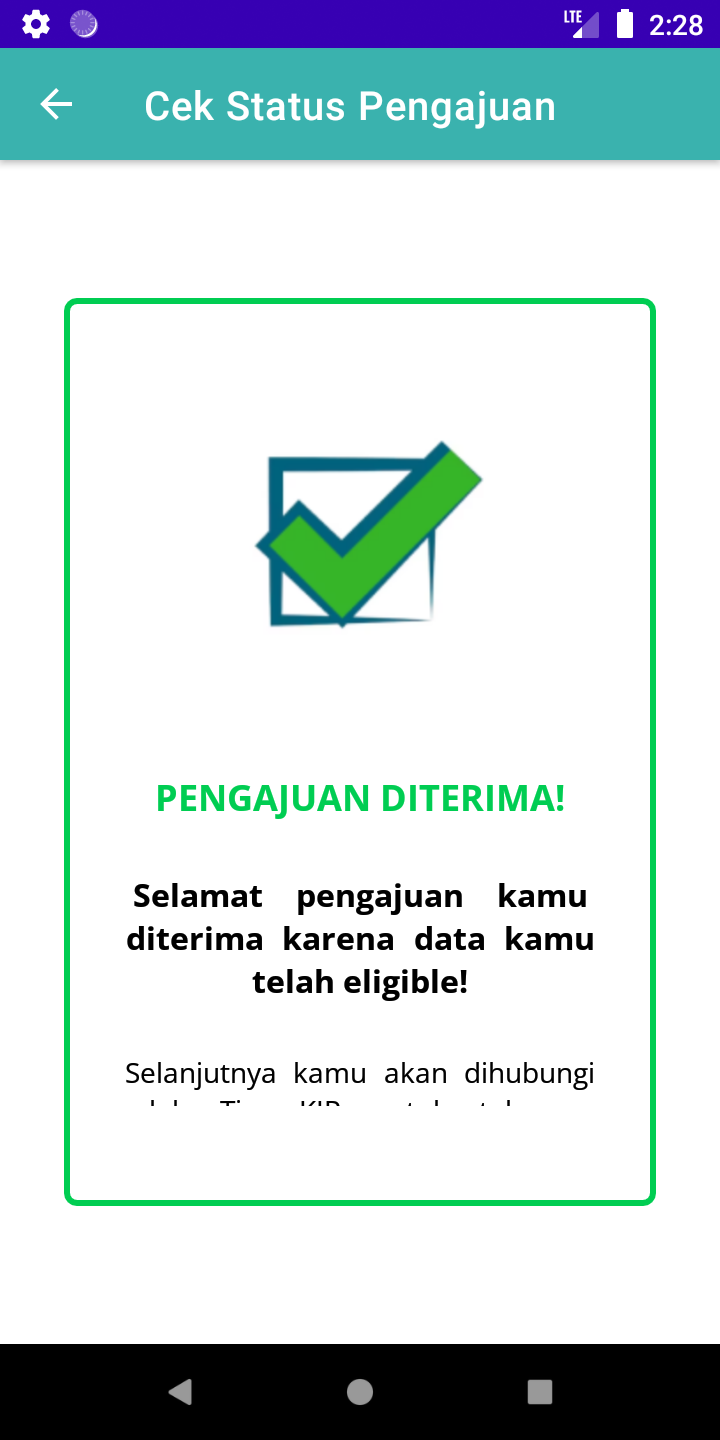 LTE 2:28
Cek Status Pengajuan
PENGAJUAN DITERIMA!
Selamat pengajuan kamu
diterima karena data kamu
telah eligible!
Selanjutnya kamu akan dihubungi